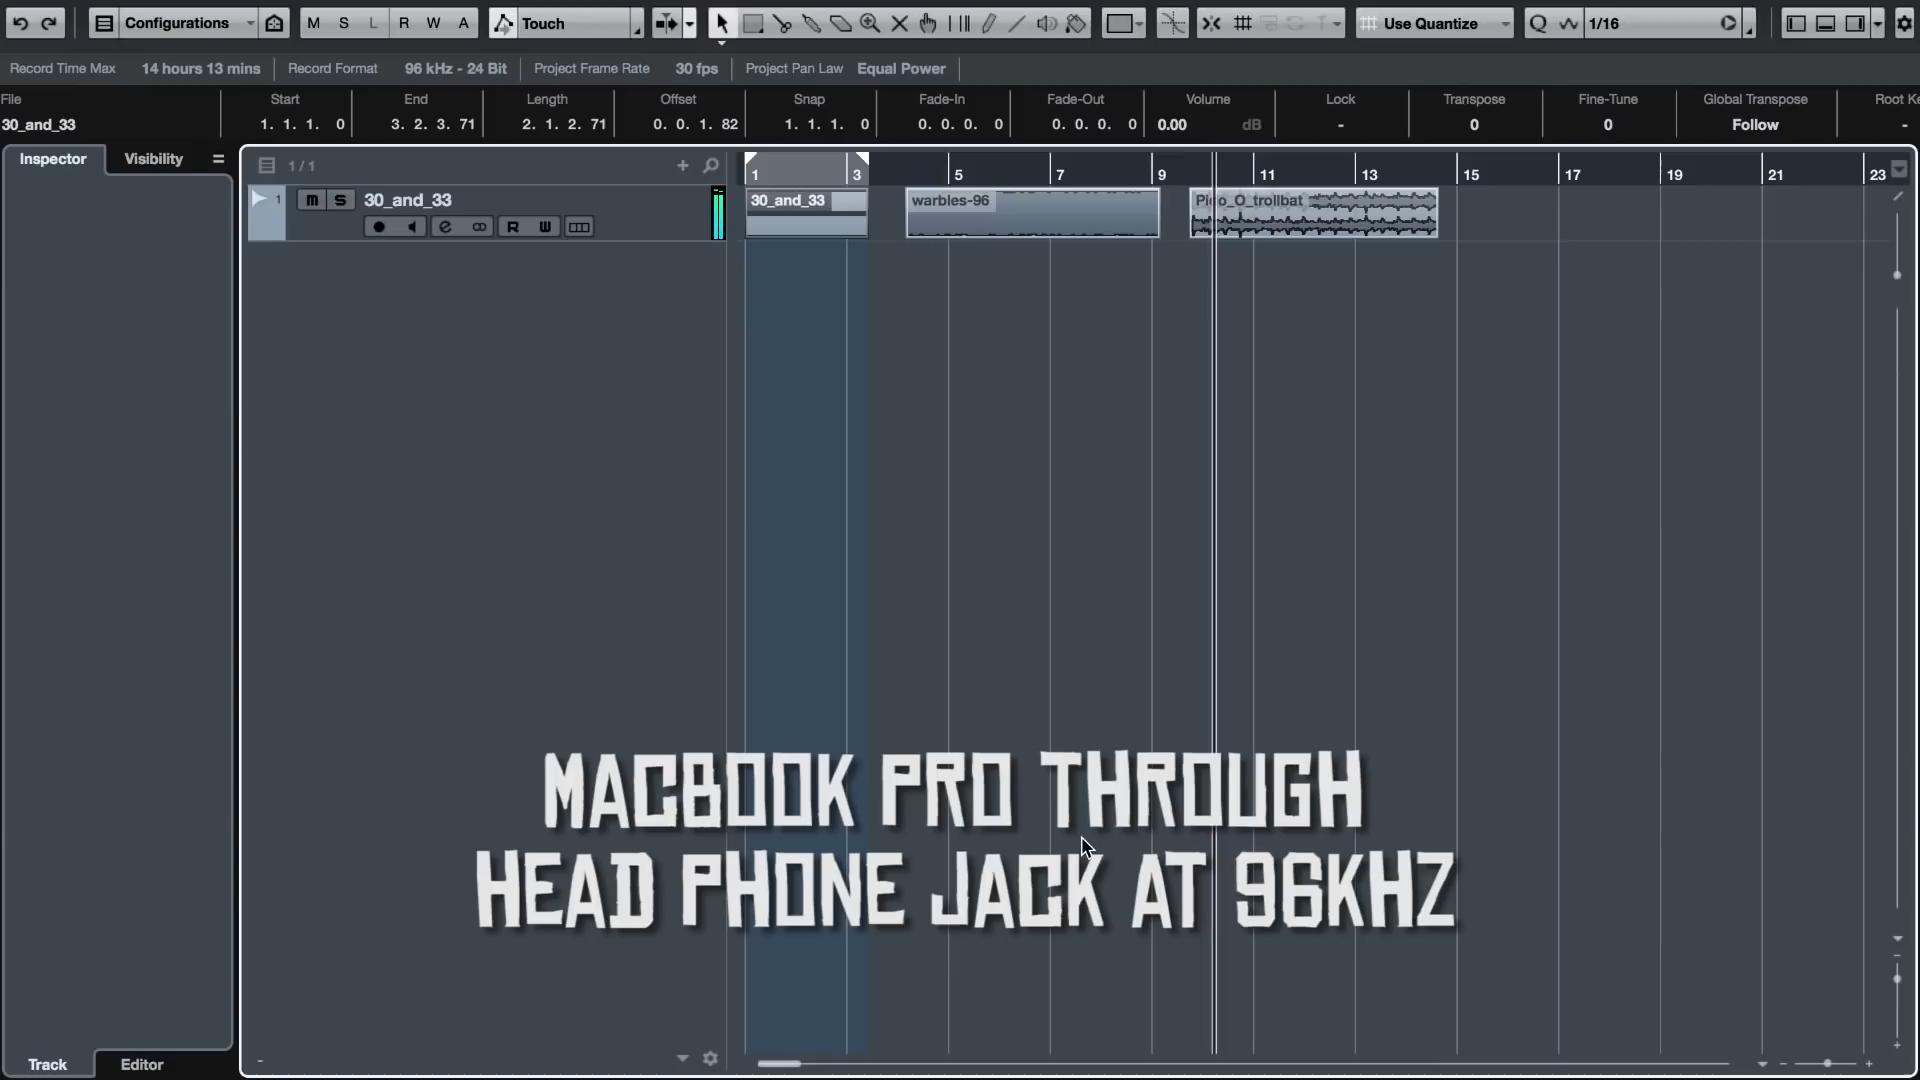 Configurations
M S L R W A
Touch
Use Quantize
Q 1/16
Record Time Max 14 hours 13 mins
Record Format 96 kHz - 24 Bit
Project Frame Rate 30 fps
Project Pan Law Equal Power
File Start End Length Offset Snap Fade-In Fade-Out Volume Lock Transpose Fine-Tune Global Transpose Root Ke
30_and_33 1. 1. 1. 0 3. 2. 3. 71 2. 1. 2. 71 0. 0. 1. 82 1. 1. 1. 0 0. 0. 0. 0 0. 0. 0. 0 0.00 dB - 0 0 Follow -
Inspector Visibility
1 / 1
1 3 5 7 9 11 13 15 17 19 21 23
1 m S 30_and_33
e R W
30_and_33
warbles-96
Pico_O_trollbat
MACBOOK PRO THROUGH
HEAD PHONE JACK AT 96KHZ
Track Editor